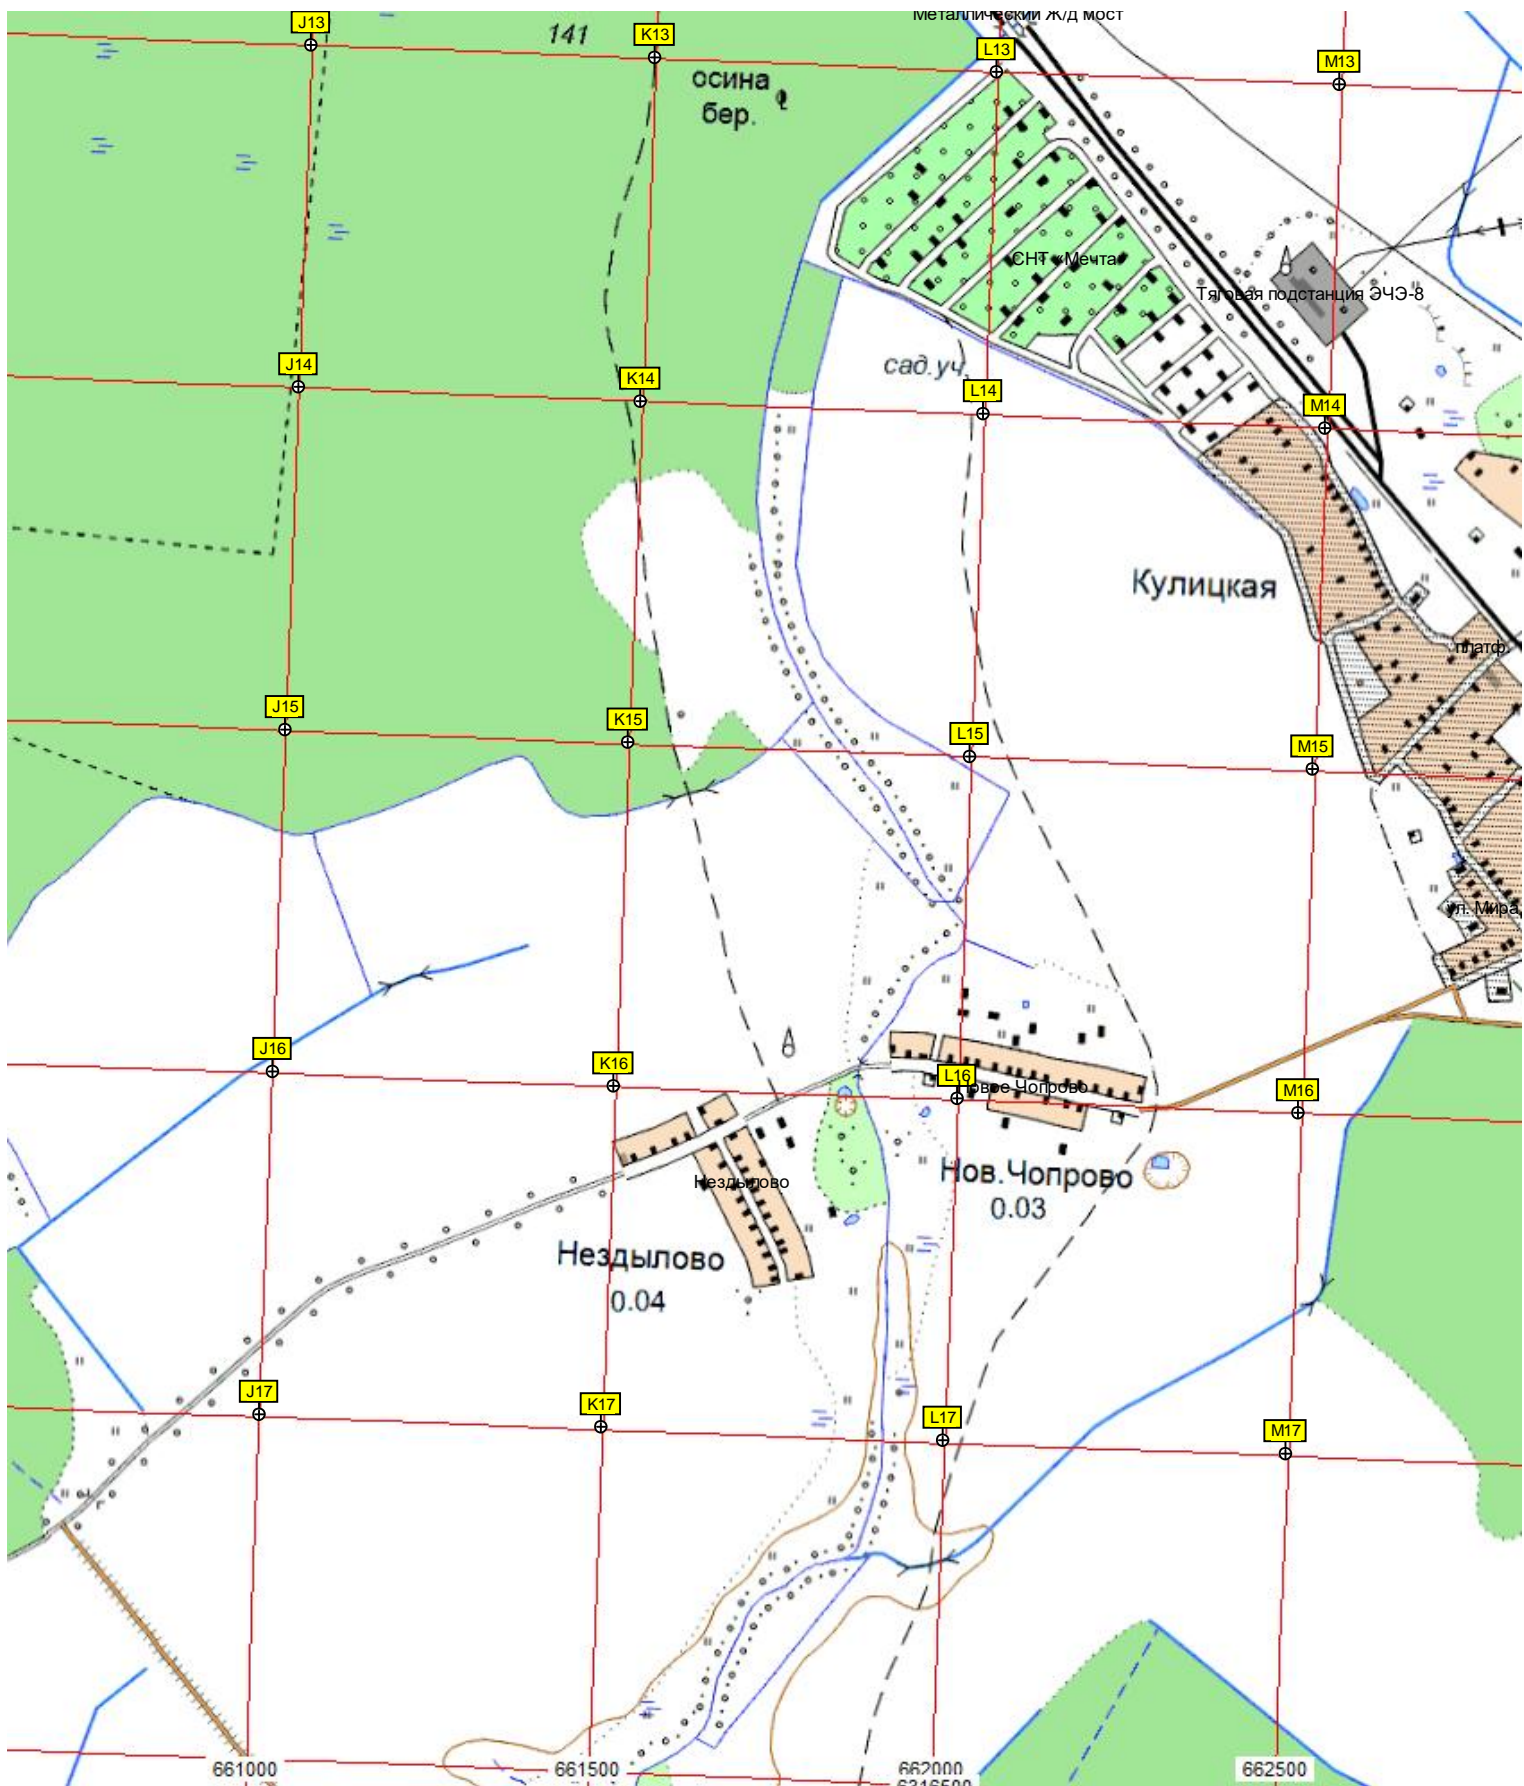 Металлический Ж/д мост
J13
141
K13
L13
M13
осина
бер.
СНТ «Мечта»
Тяговая подстанция ЭЧЭ-8
J14
K14
сад.уч.
L14
M14
Кулицкая
платф.
J15
K15
L15
M15
ул. Мира
J16
K16
L16
Новое Чопрово
M16
Нездылово
Нов.Чопрово
0.03
Нездылово
0.04
J17
K17
L17
M17
661000
661500
662000
662500
6316500